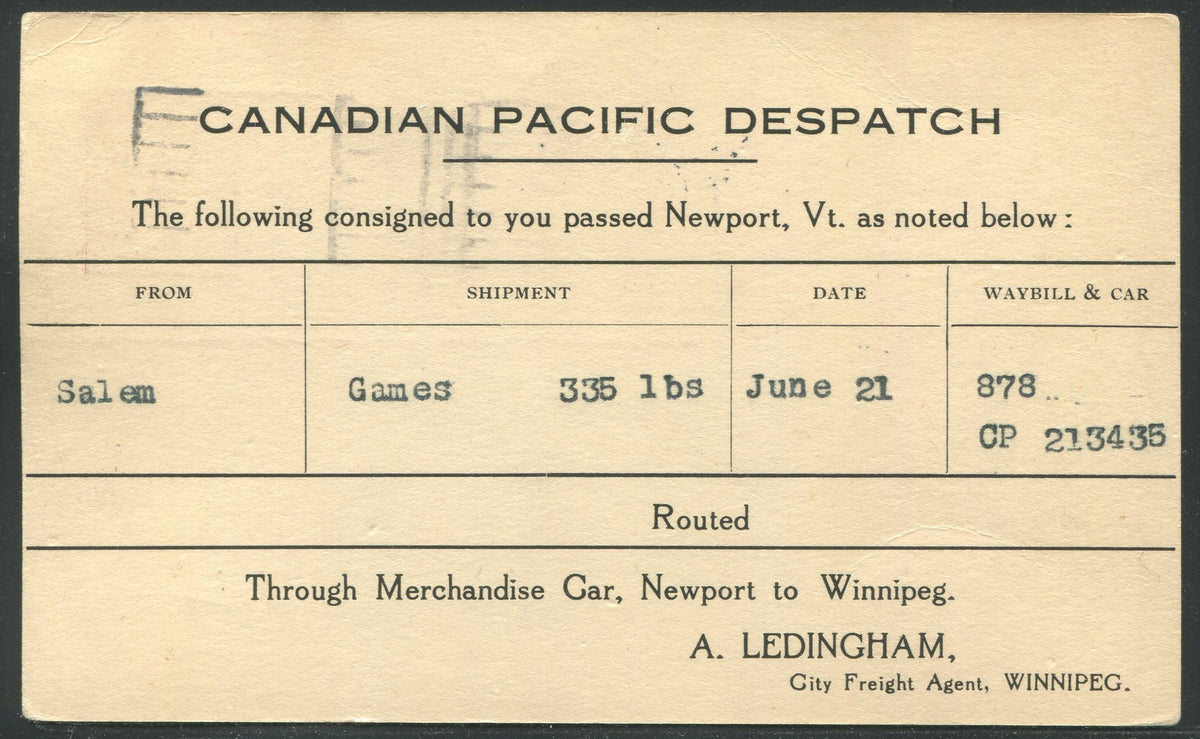 CANADIAN PACIFIC DESPATCH
The following consigned to you passed Newport, Vt. as noted below:
FROM SHIPMENT DATE WAYBILL & CAR
Salem Games 335 lbs June 21 878
CP 213435
Routed
Through Merchandise Car, Newport to Winnipeg.
A. LEDINGHAM,
City Freight Agent, WINNIPEG.